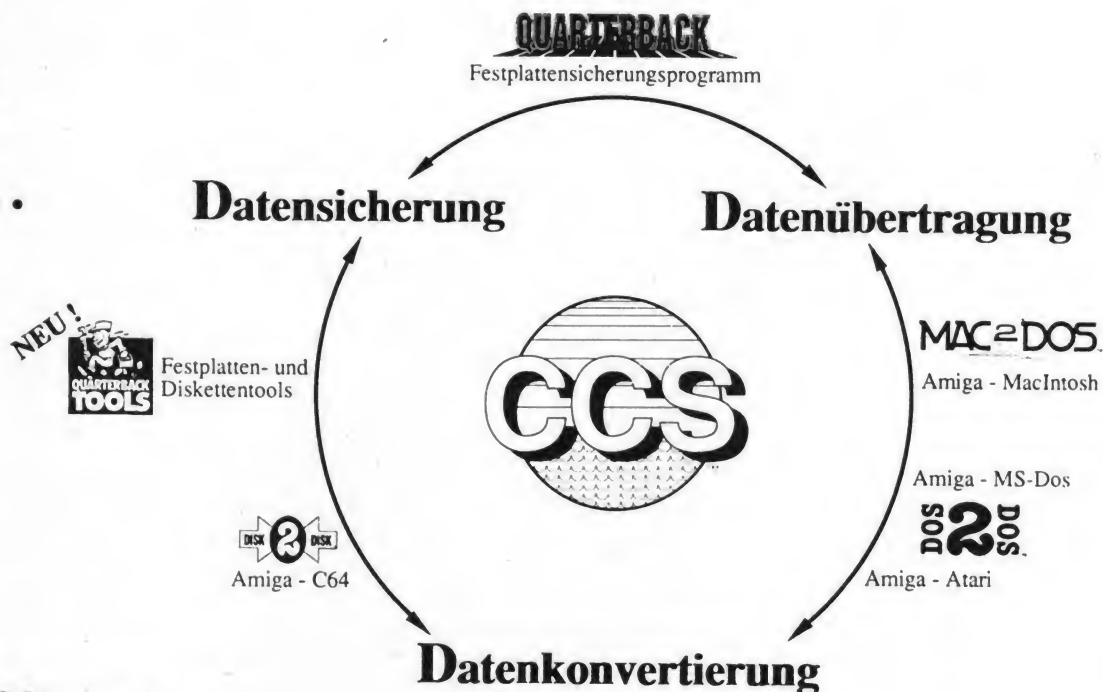 QUARTERBACK
Festplattensicherungsprogramm
Datensicherung
Datenübertragung
NEU!
QUARTERBACK
TOOLS
Festplatten- und
Diskettentools
MAC2DOS
Amiga - MacIntosh
CCS
Amiga - MS-Dos
DOS 2 DOS
Amiga - Atari
DISK 2 DISK
Amiga - C64
Datenkonvertierung